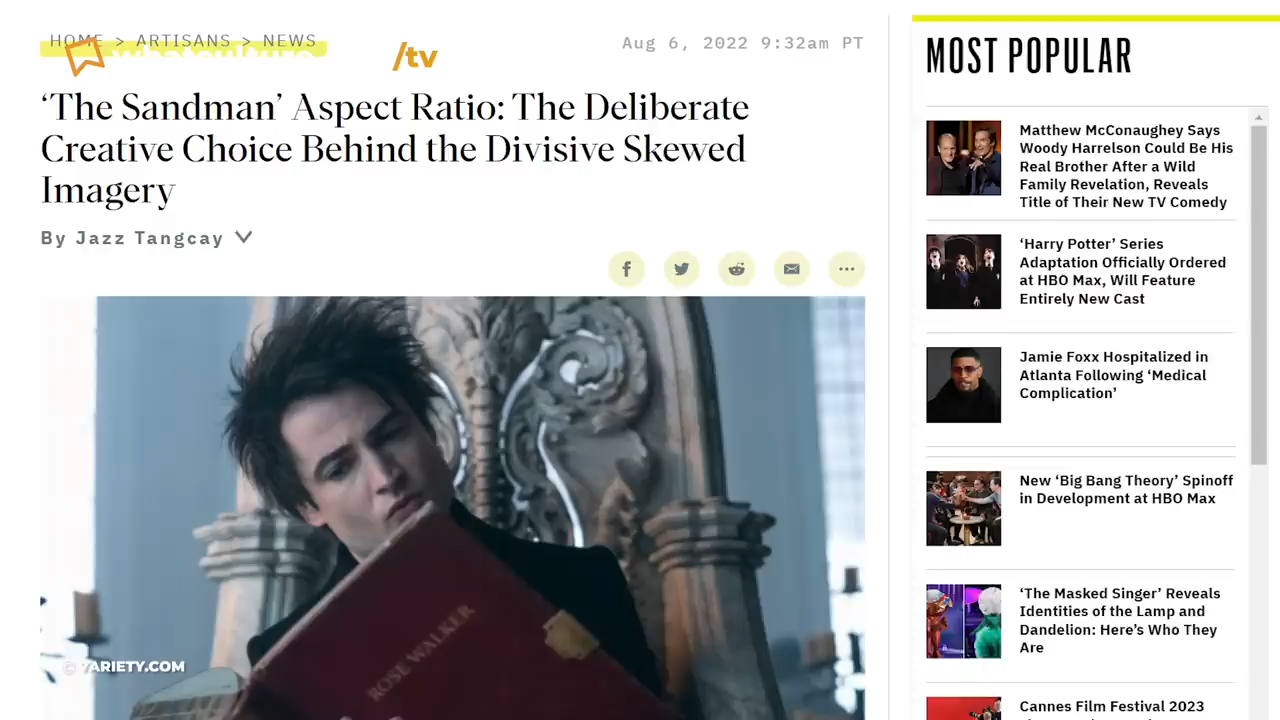 HOME > ARTISANS > NEWS
whatculture
/tv
Aug 6, 2022 9:32am PT
‘The Sandman’ Aspect Ratio: The Deliberate
Creative Choice Behind the Divisive Skewed
Imagery
By Jazz Tangcay
ROSE WALKER
© VARIETY.COM
MOST POPULAR
Matthew McConaughey Says
Woody Harrelson Could Be His
Real Brother After a Wild
Family Revelation, Reveals
Title of Their New TV Comedy
‘Harry Potter’ Series
Adaptation Officially Ordered
at HBO Max, Will Feature
Entirely New Cast
Jamie Foxx Hospitalized in
Atlanta Following ‘Medical
Complication’
New ‘Big Bang Theory’ Spinoff
in Development at HBO Max
‘The Masked Singer’ Reveals
Identities of the Lamp and
Dandelion: Here’s Who They
Are
Cannes Film Festival 2023